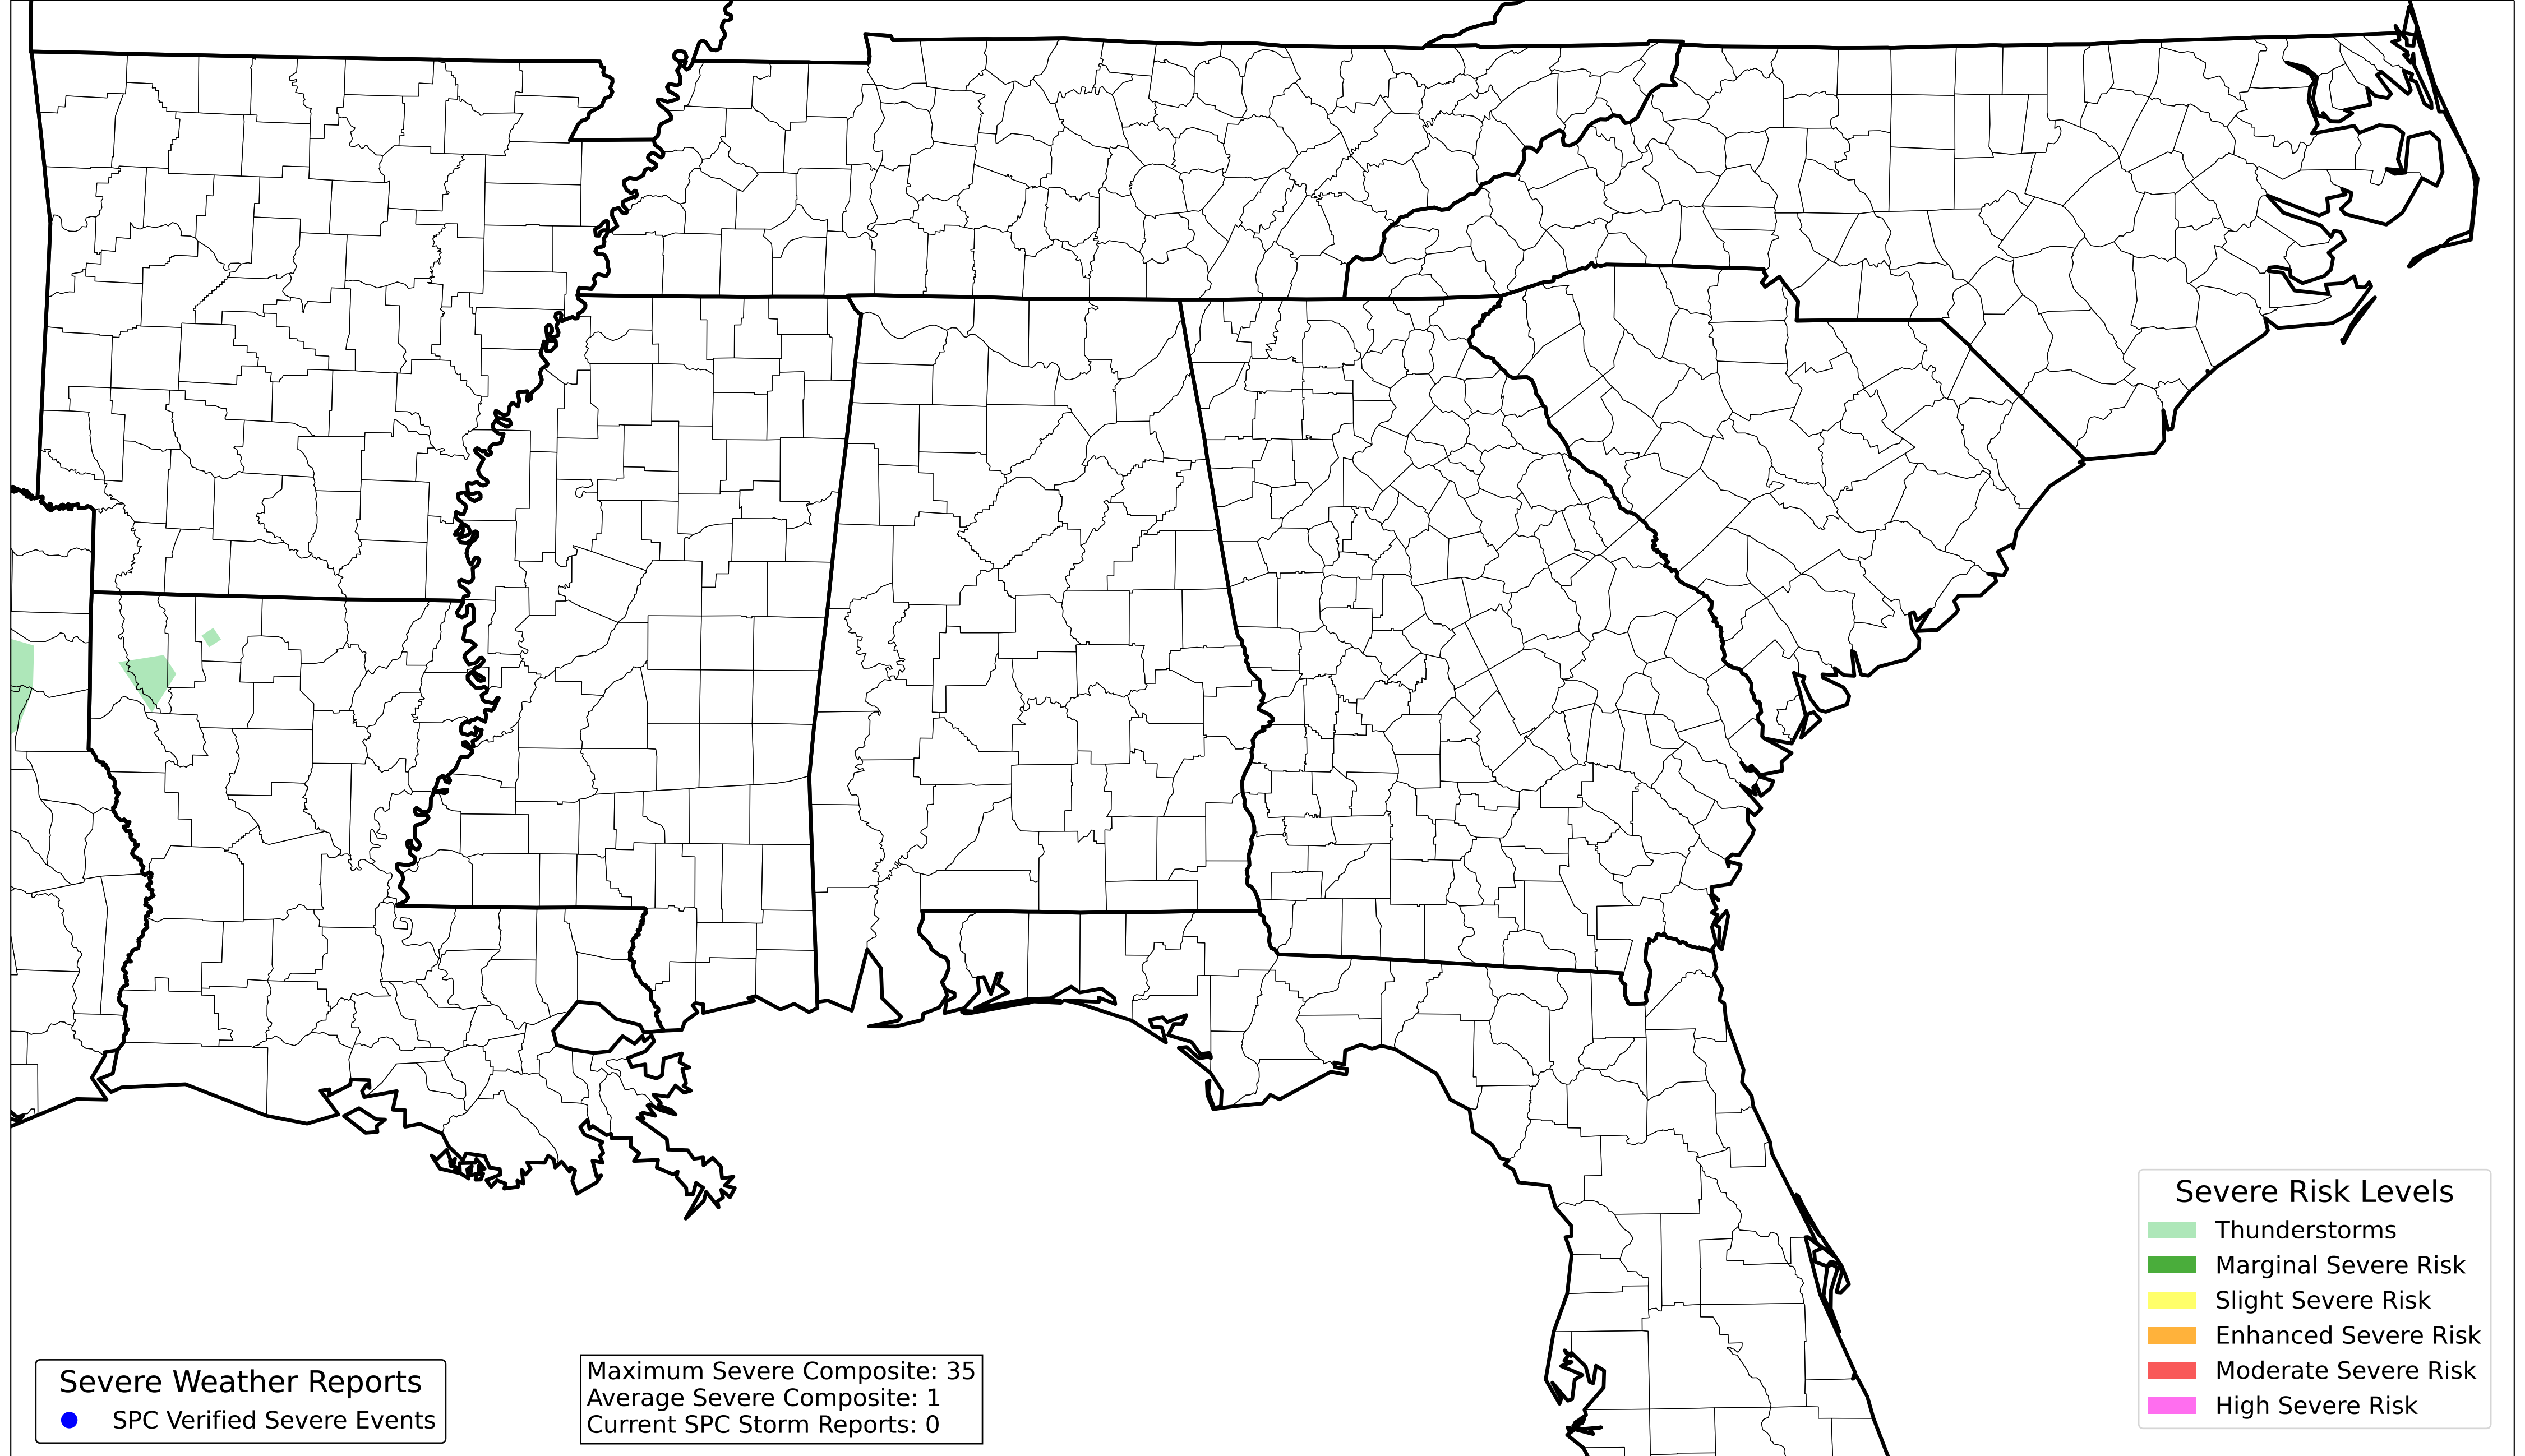 Severe Risk Levels
Thunderstorms
Marginal Severe Risk
Slight Severe Risk
Enhanced Severe Risk
Moderate Severe Risk
High Severe Risk
Severe Weather Reports
SPC Verified Severe Events
Maximum Severe Composite: 35
Average Severe Composite: 1
Current SPC Storm Reports: 0